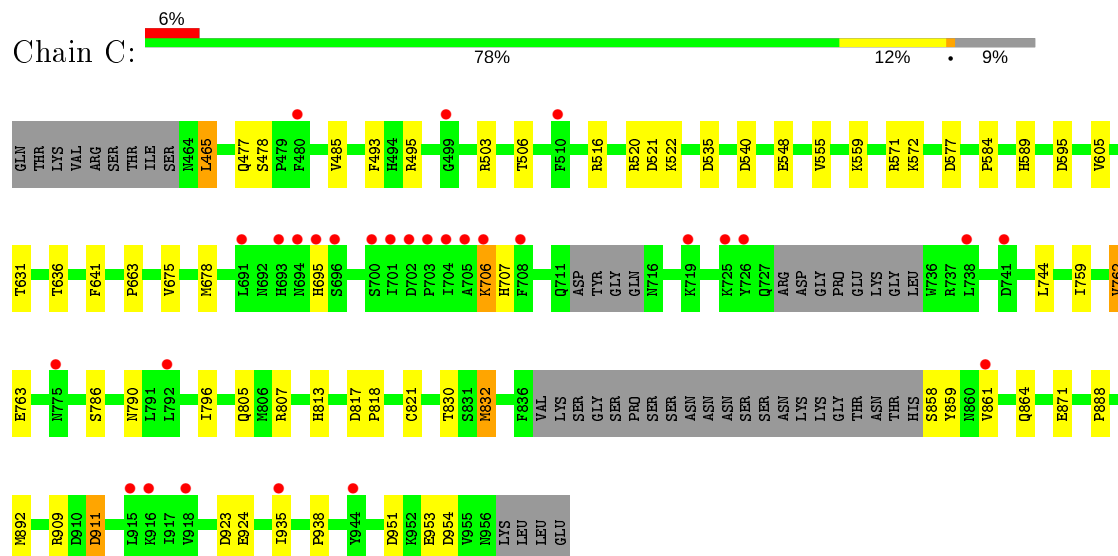 6%
Chain C:
78% 12% • 9%
GLN THR LYS VAL ARG SER THR ILE SER N464 L465 Q477 S478 P479 F480 V485 F493 H494 R495 G499 R503 T506 F510 R516 R520 D521 K522 D535 D540 E548 V555 K559 R571 K572 D577 P584 H589 D595 V605
T631 T636 F641 P663 V675 M678 L691 N692 H693 N694 H695 S696 S700 I701 D702 P703 I704 A705 K706 H707 F708 Q711 ASP TYR GLY GLN N716 K719 K725 Y726 Q727 ARG ASP GLY PRO GLU LYS GLY LEU W736 R737 L738 D741 L744 I759 V762
E763 N775 S786 N790 L791 L792 I796 Q805 M806 R807 H813 D817 P818 C821 T830 S831 M832 F836 VAL LYS SER GLY SER PRO SER SER ASN ASN ASN SER SER ASN LYS LYS GLY THR ASN THR HIS S858 Y859 N860 V861 Q864 E871 P888
M892 R909 D910 D911 L915 K916 I917 V918 D923 E924 I935 P938 Y944 D951 K952 E953 D954 V955 N956 LYS LEU LEU GLU